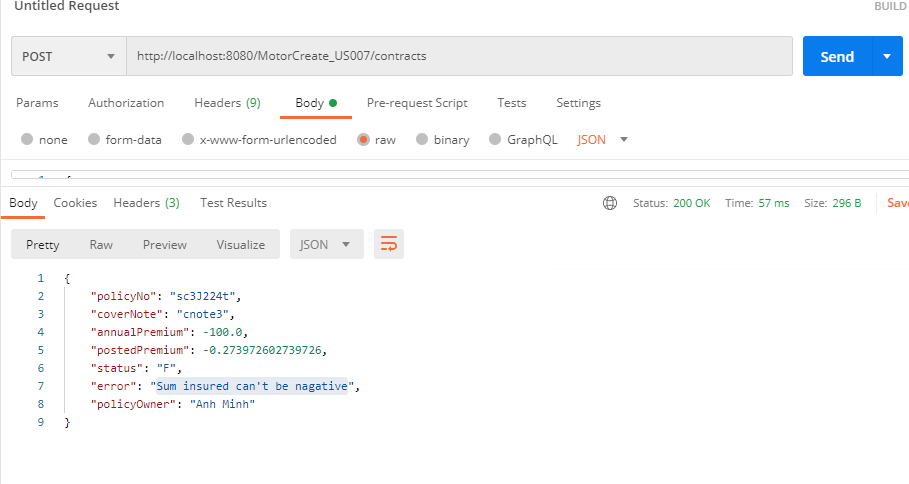 Untitled Request BUILD
POST http://localhost:8080/MotorCreate_US007/contracts Send
Params Authorization Headers (9) Body Pre-request Script Tests Settings
none form-data x-www-form-urlencoded raw binary GraphQL JSON
Body Cookies Headers (3) Test Results Status: 200 OK Time: 57 ms Size: 296 B Save
Pretty Raw Preview Visualize JSON
1 {
2 "policyNo": "sc3J224t",
3 "coverNote": "cnote3",
4 "annualPremium": -100.0,
5 "postedPremium": -0.273972602739726,
6 "status": "F",
7 "error": "Sum insured can't be nagative",
8 "policyOwner": "Anh Minh"
9 }